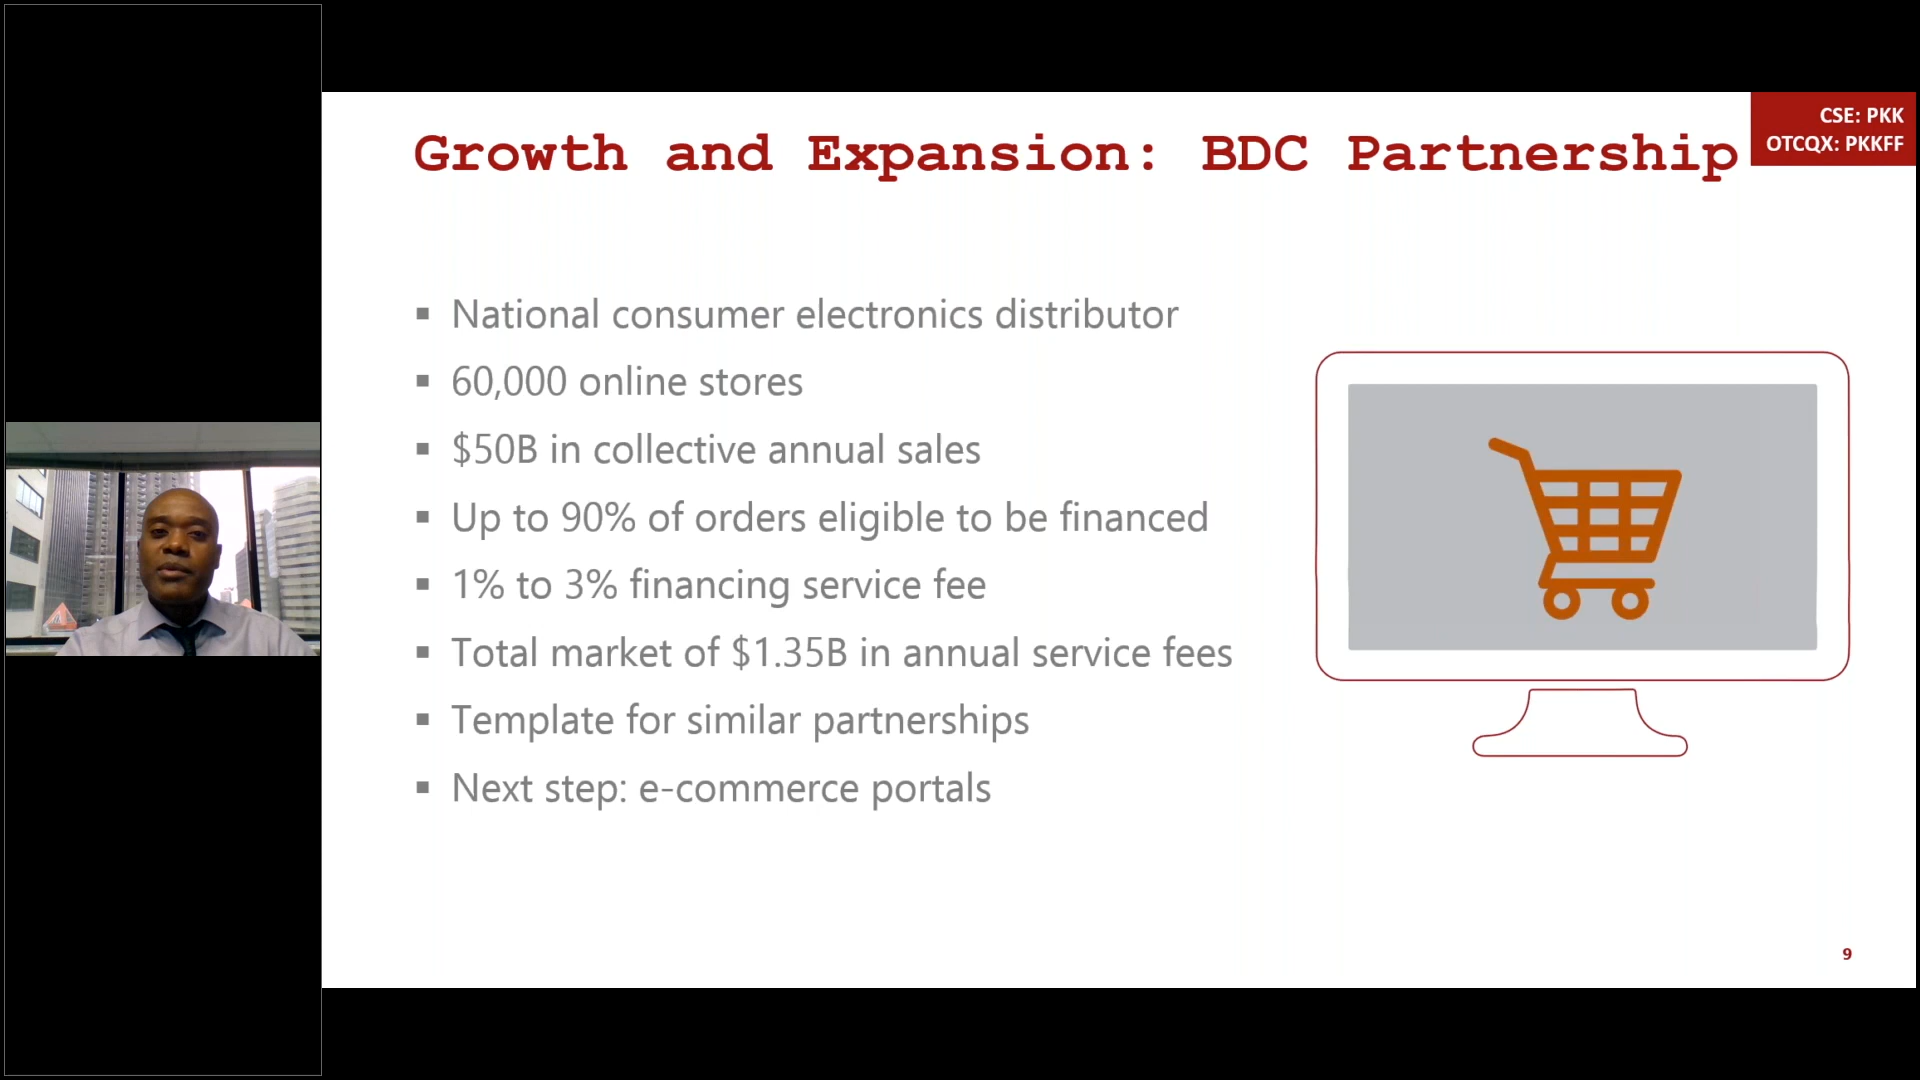 CSE: PKK
OTCQX: PKKFF
Growth and Expansion: BDC Partnership
▪ National consumer electronics distributor
▪ 60,000 online stores
▪ $50B in collective annual sales
▪ Up to 90% of orders eligible to be financed
▪ 1% to 3% financing service fee
▪ Total market of $1.35B in annual service fees
▪ Template for similar partnerships
▪ Next step: e-commerce portals
9